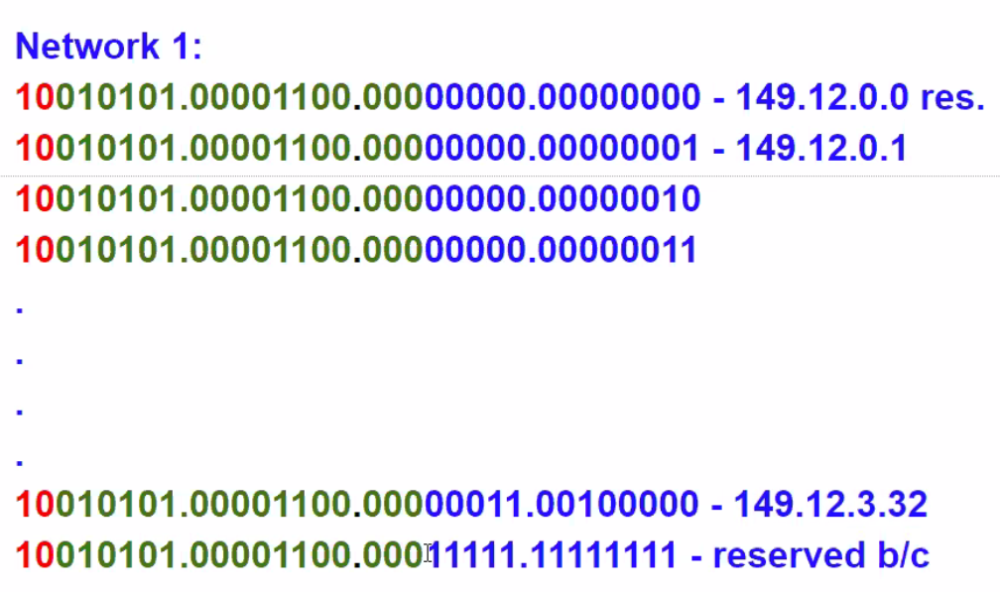 Network 1:
10010101.00001100.00000000.00000000 - 149.12.0.0 res.
10010101.00001100.00000000.00000001 - 149.12.0.1
10010101.00001100.00000000.00000010
10010101.00001100.00000000.00000011
.
.
.
.
10010101.00001100.00000011.00100000 - 149.12.3.32
10010101.00001100.00011111.11111111 - reserved b/c